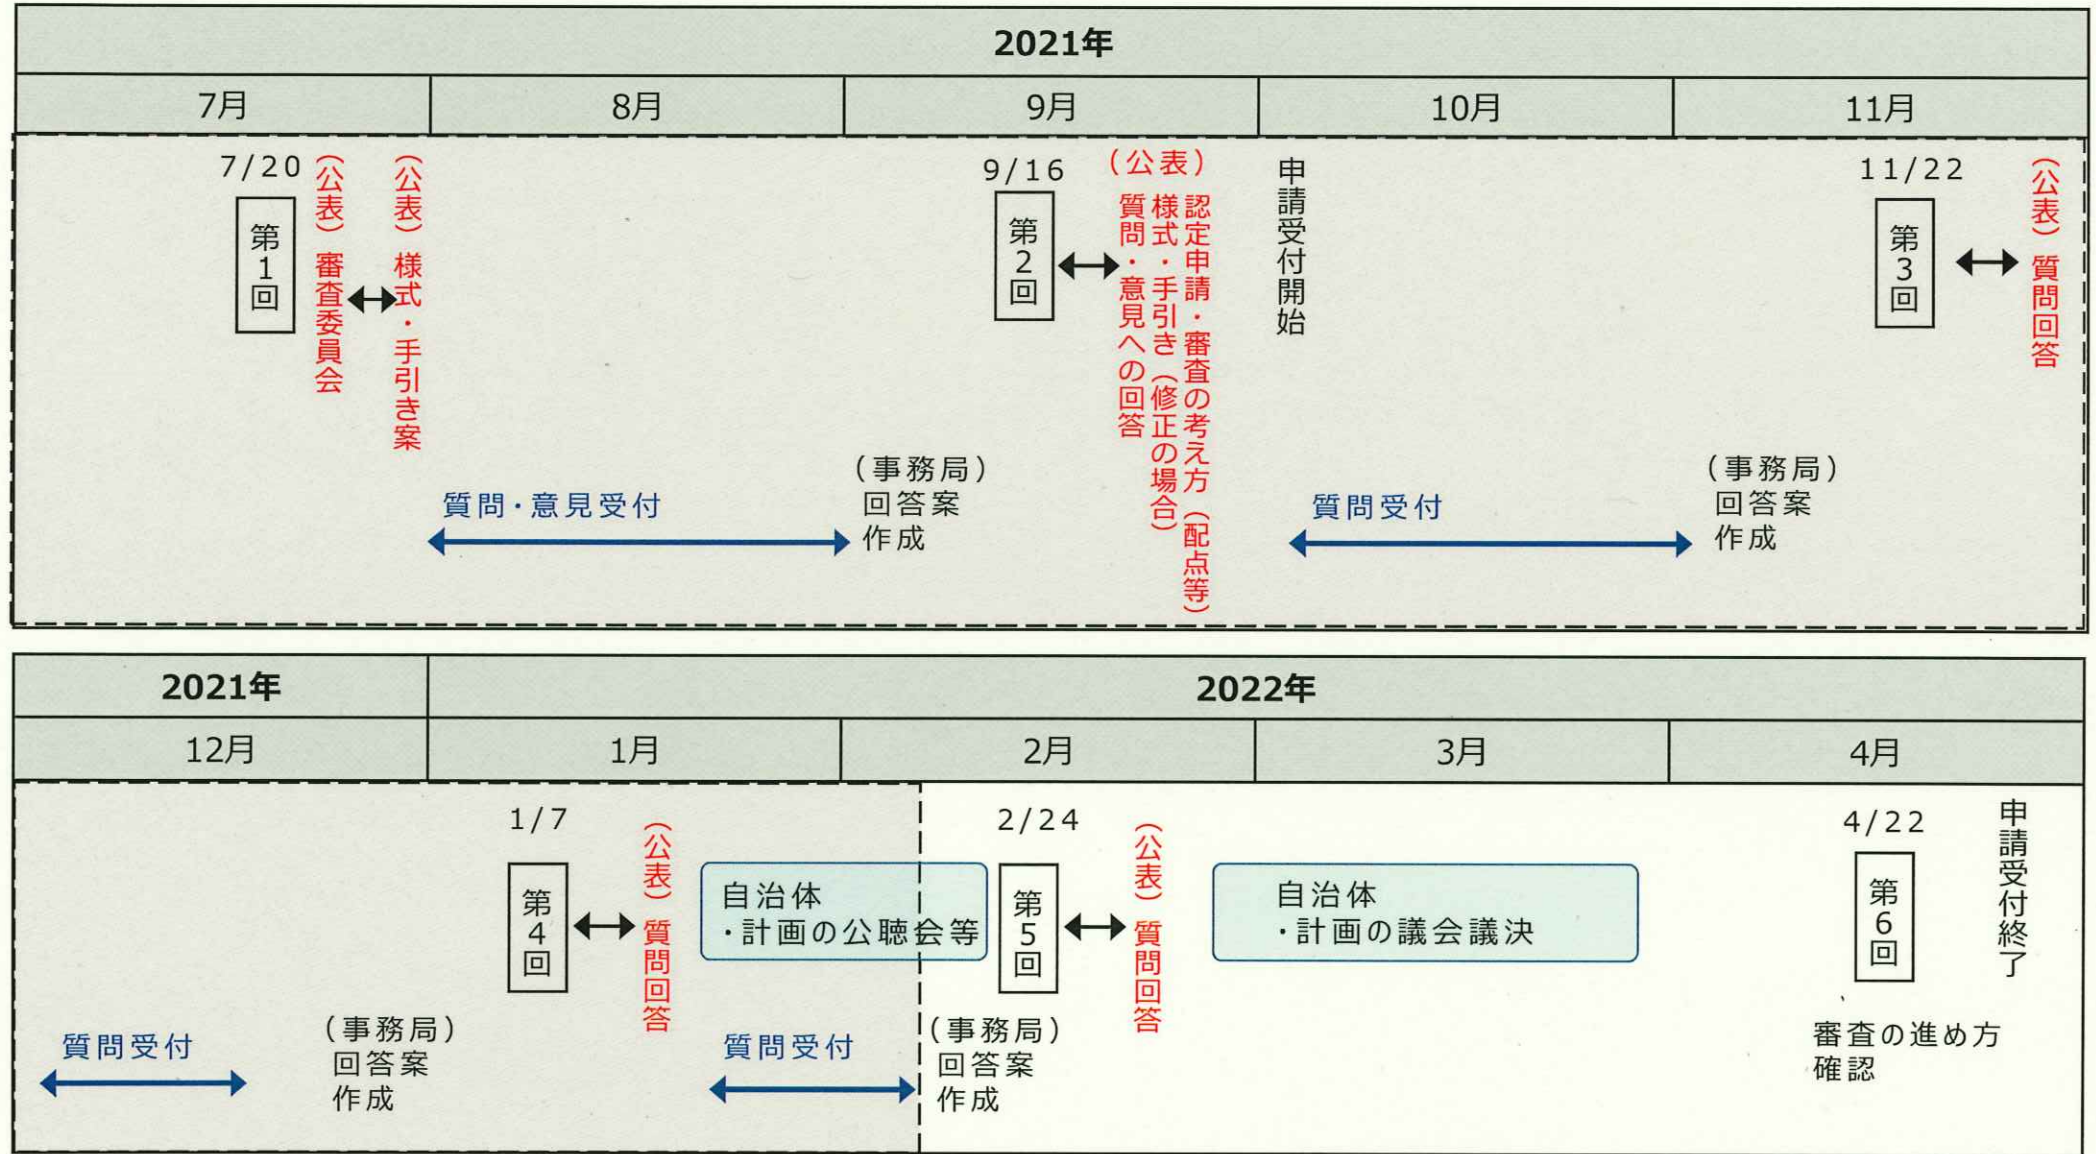 2021年
7月
8月
9月
10月
11月
7/20
第1回
（公表）審査委員会
（公表）様式・手引き案
質問・意見受付
（事務局）
回答案
作成
9/16
第2回
（公表）
認定申請・審査の考え方（配点等）
様式・手引き（修正の場合）
質問・意見への回答
申請受付開始
質問受付
（事務局）
回答案
作成
11/22
第3回
（公表）質問回答
2021年
2022年
12月
1月
2月
3月
4月
質問受付
（事務局）
回答案
作成
1/7
第4回
（公表）質問回答
自治体
・計画の公聴会等
質問受付
（事務局）
回答案
作成
2/24
第5回
（公表）質問回答
自治体
・計画の議会議決
4/22
第6回
審査の進め方
確認
申請受付終了